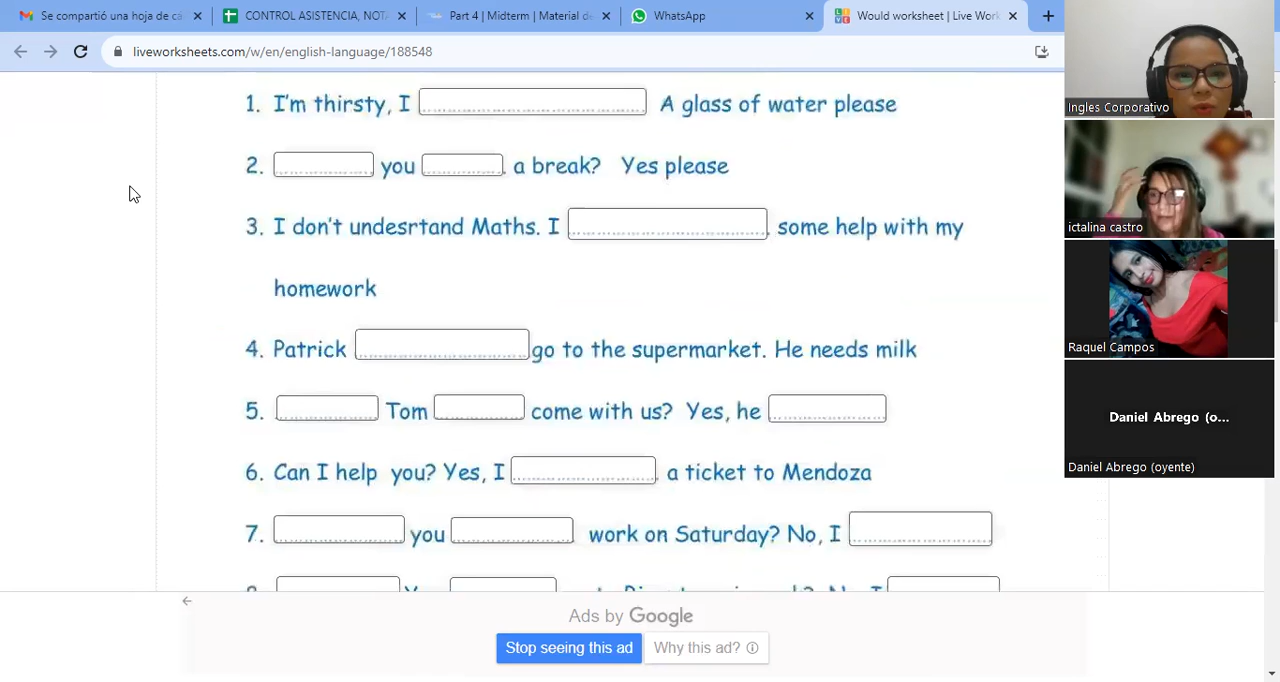 Se compartió una hoja de cá
CONTROL ASISTENCIA, NOTA
Part 4 | Midterm | Material de
WhatsApp
Would worksheet | Live Work
liveworksheets.com/w/en/english-language/188548
1. I'm thirsty, I A glass of water please
2. you a break? Yes please
3. I don't undesrtand Maths. I some help with my
homework
4. Patrick go to the supermarket. He needs milk
5. Tom come with us? Yes, he
6. Can I help you? Yes, I a ticket to Mendoza
7. you work on Saturday? No, I
Ads by Google
Stop seeing this ad
Why this ad?
Ingles Corporativo
ictalina castro
Raquel Campos
Daniel Abrego (o...
Daniel Abrego (oyente)